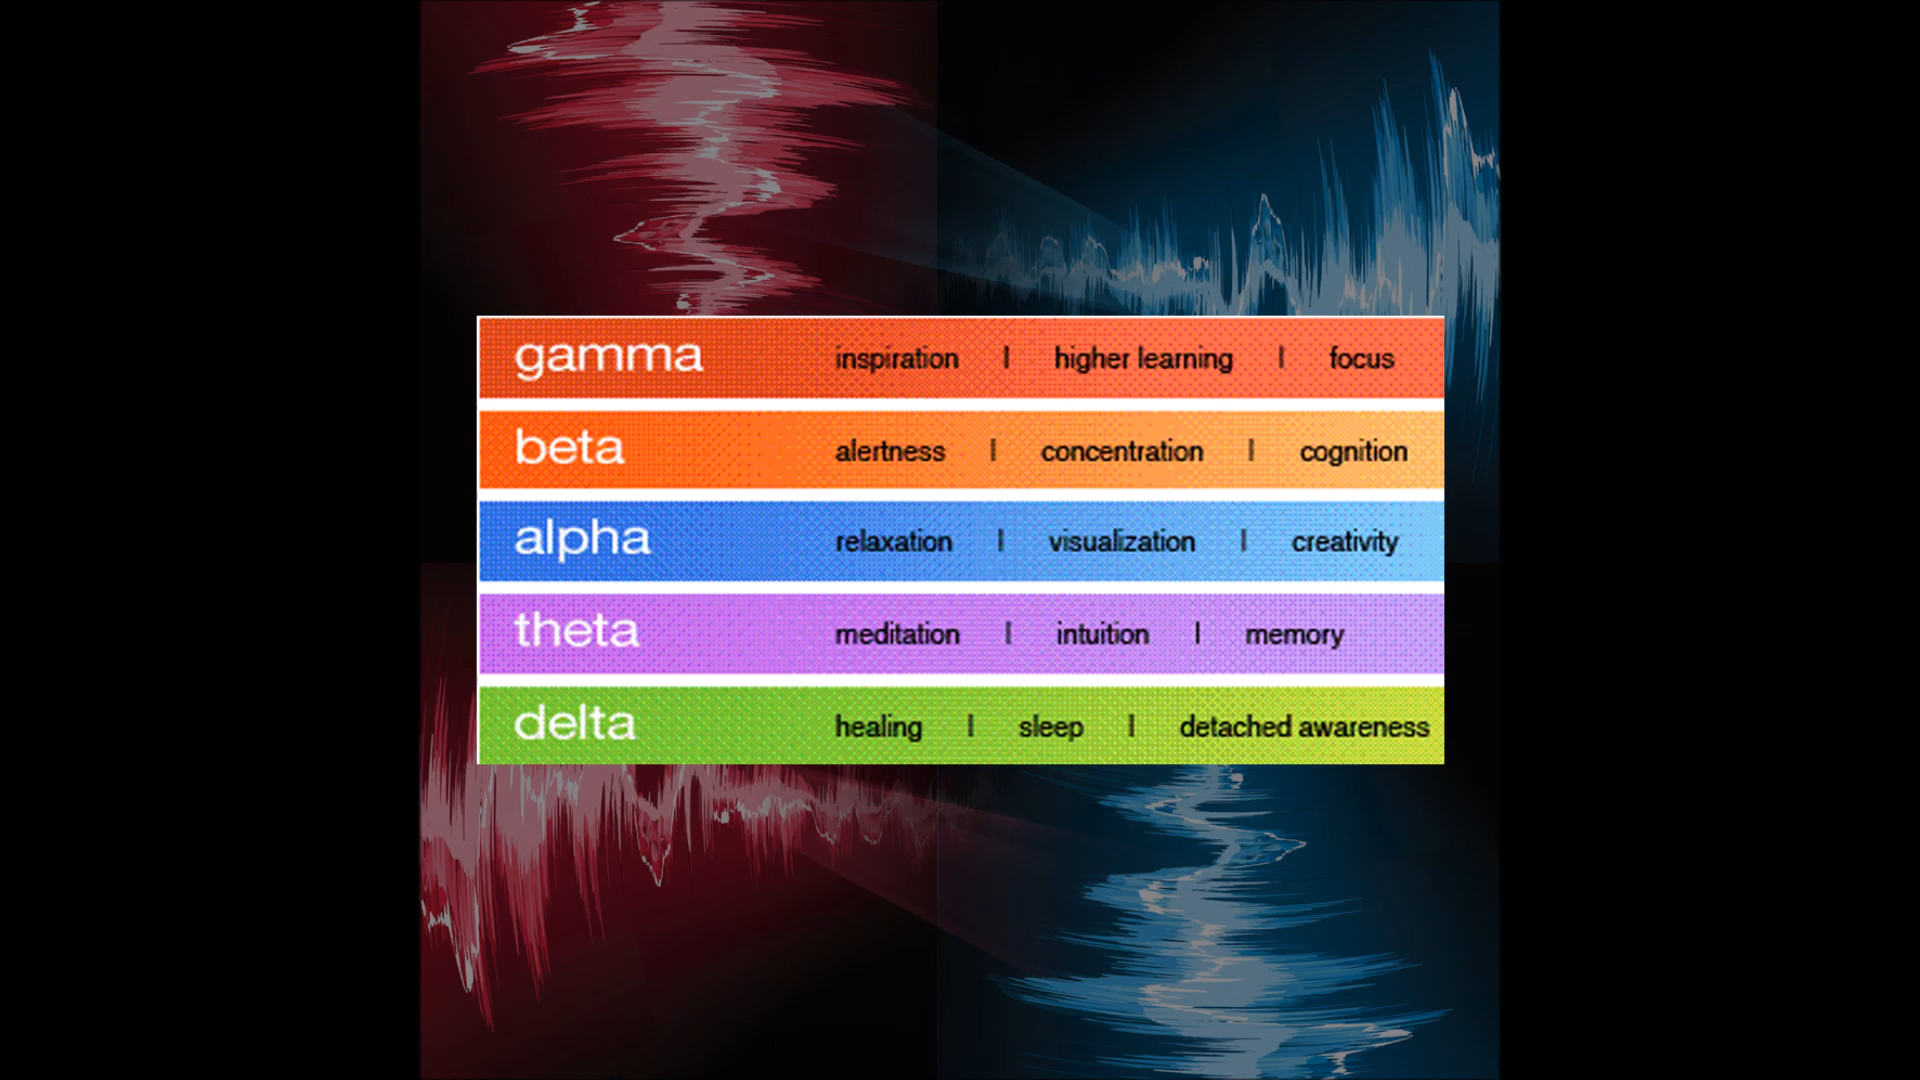 gamma inspiration | higher learning | focus
beta alertness | concentration | cognition
alpha relaxation | visualization | creativity
theta meditation | intuition | memory
delta healing | sleep | detached awareness